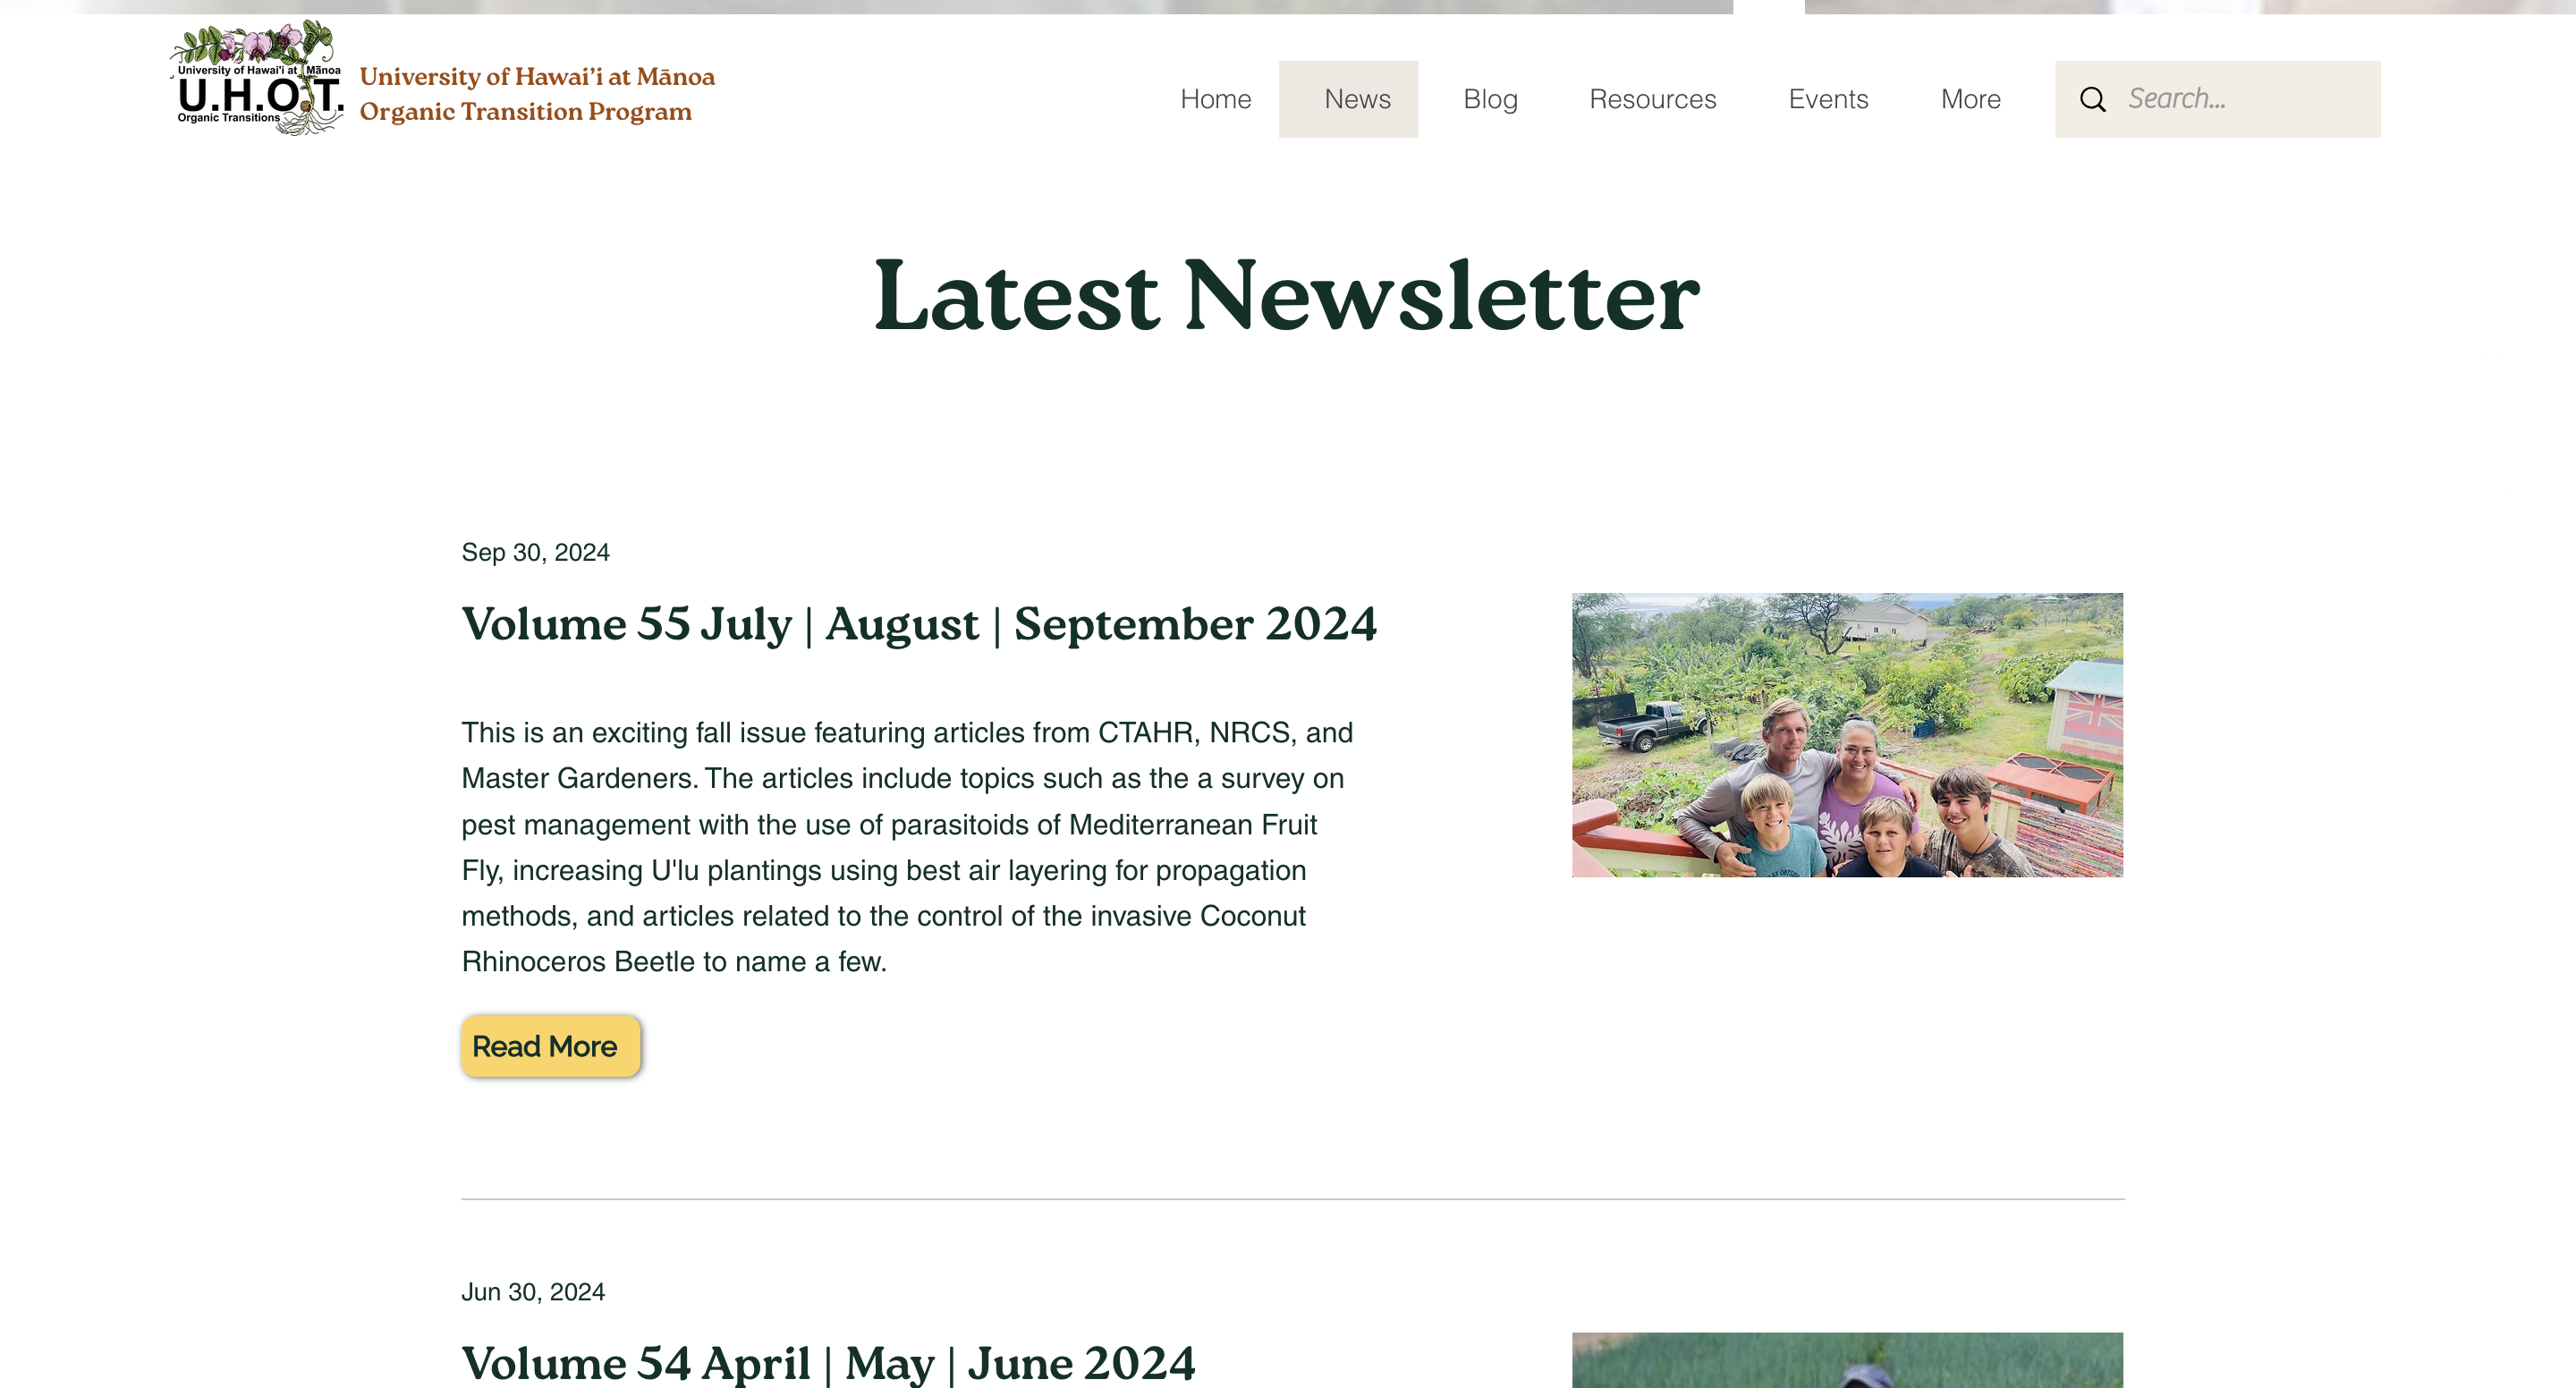 University of Hawai'i at Mānoa
U.H.O.T.
Organic Transitions
University of Hawai’i at Mānoa
Organic Transition Program
Home
News
Blog
Resources
Events
More
Search...
Latest Newsletter
Sep 30, 2024
Volume 55 July | August | September 2024
This is an exciting fall issue featuring articles from CTAHR, NRCS, and
Master Gardeners. The articles include topics such as the a survey on
pest management with the use of parasitoids of Mediterranean Fruit
Fly, increasing U'lu plantings using best air layering for propagation
methods, and articles related to the control of the invasive Coconut
Rhinoceros Beetle to name a few.
Read More
Jun 30, 2024
Volume 54 April | May | June 2024